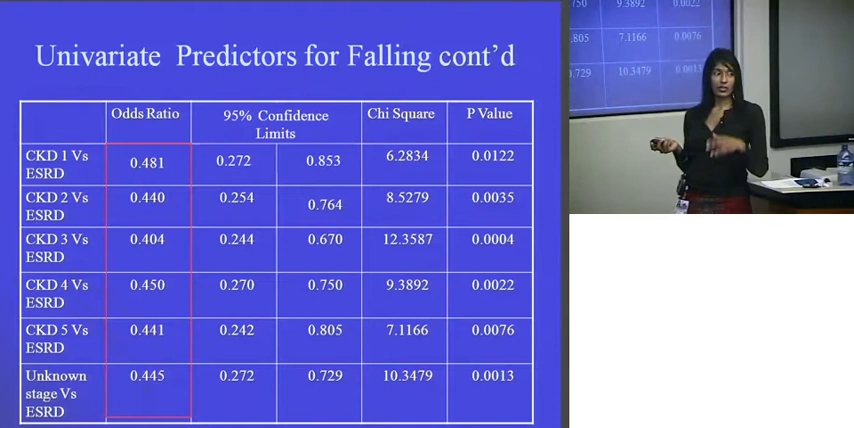 Univariate Predictors for Falling cont'd
Odds Ratio
95% Confidence
Limits
Chi Square
P Value
CKD 1 Vs
ESRD
0.481
0.272
0.853
6.2834
0.0122
CKD 2 Vs
ESRD
0.440
0.254
0.764
8.5279
0.0035
CKD 3 Vs
ESRD
0.404
0.244
0.670
12.3587
0.0004
CKD 4 Vs
ESRD
0.450
0.270
0.750
9.3892
0.0022
CKD 5 Vs
ESRD
0.441
0.242
0.805
7.1166
0.0076
Unknown
stage Vs
ESRD
0.445
0.272
0.729
10.3479
0.0013
.750
9.3892
0.0022
.805
7.1166
0.0076
.729
10.3479
0.0013